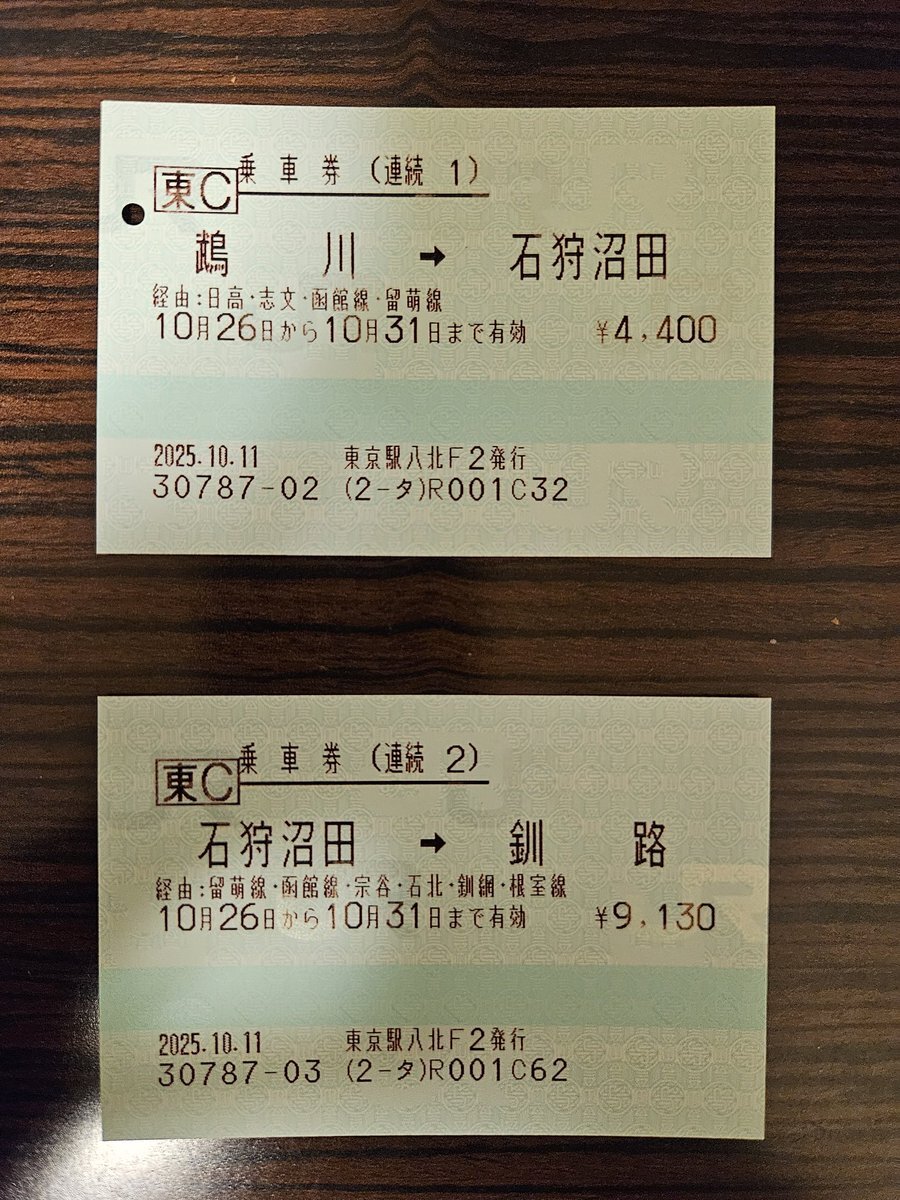 東C 乗車券 (連続 1)
鵡川 → 石狩沼田
経由:日高・志文・函館線・留萌線
10月26日から10月31日まで有効 ¥4,400
2025.10.11 東京駅八北F2発行
30787-02 (2-タ)R001C32
東C 乗車券 (連続 2)
石狩沼田 → 釧路
経由:留萌線・函館線・宗谷・石北・釧網・根室線
10月26日から10月31日まで有効 ¥9,130
2025.10.11 東京駅八北F2発行
30787-03 (2-タ)R001C62